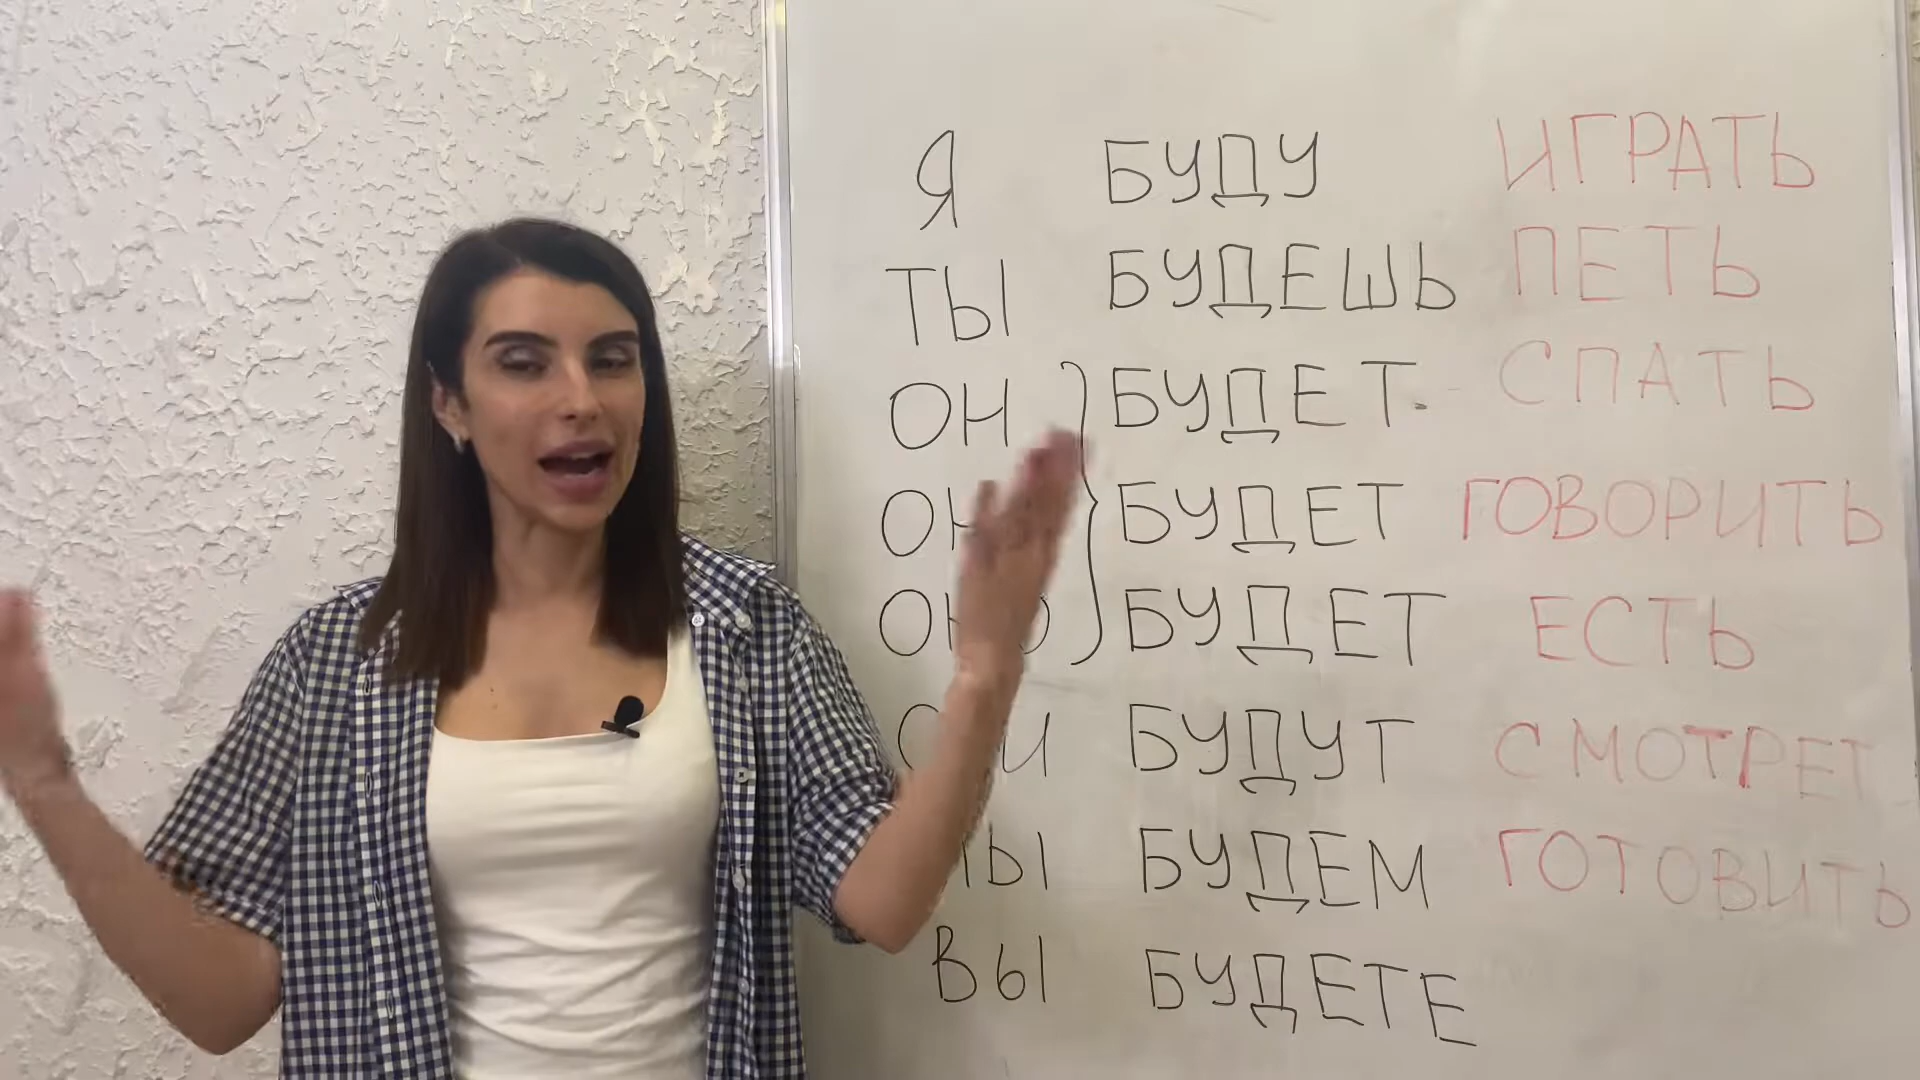 Я БУДУ ИГРАТЬ
ТЫ БУДЕШЬ ПЕТЬ
ОН БУДЕТ СПАТЬ
БУДЕТ ГОВОРИТЬ
БУДЕТ ЕСТЬ
БУДУТ СМОТРЕТ
БУДЕМ ГОТОВИТЬ
ВЫ БУДЕТЕ